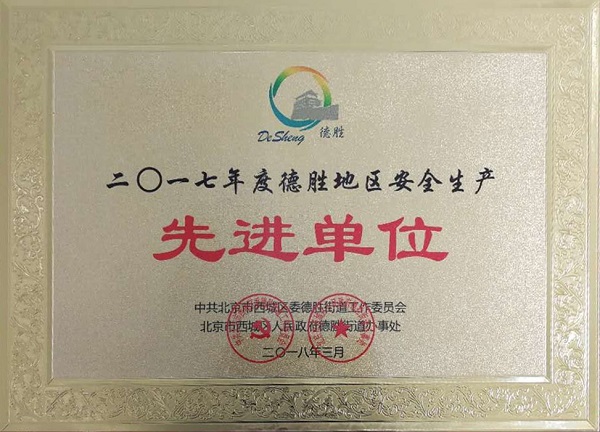 DeSheng 德胜
二〇一七年度德胜地区安全生产
先进单位
中共北京市西城区委德胜街道工作委员会
北京市西城区人民政府德胜街道办事处
二〇一八年三月